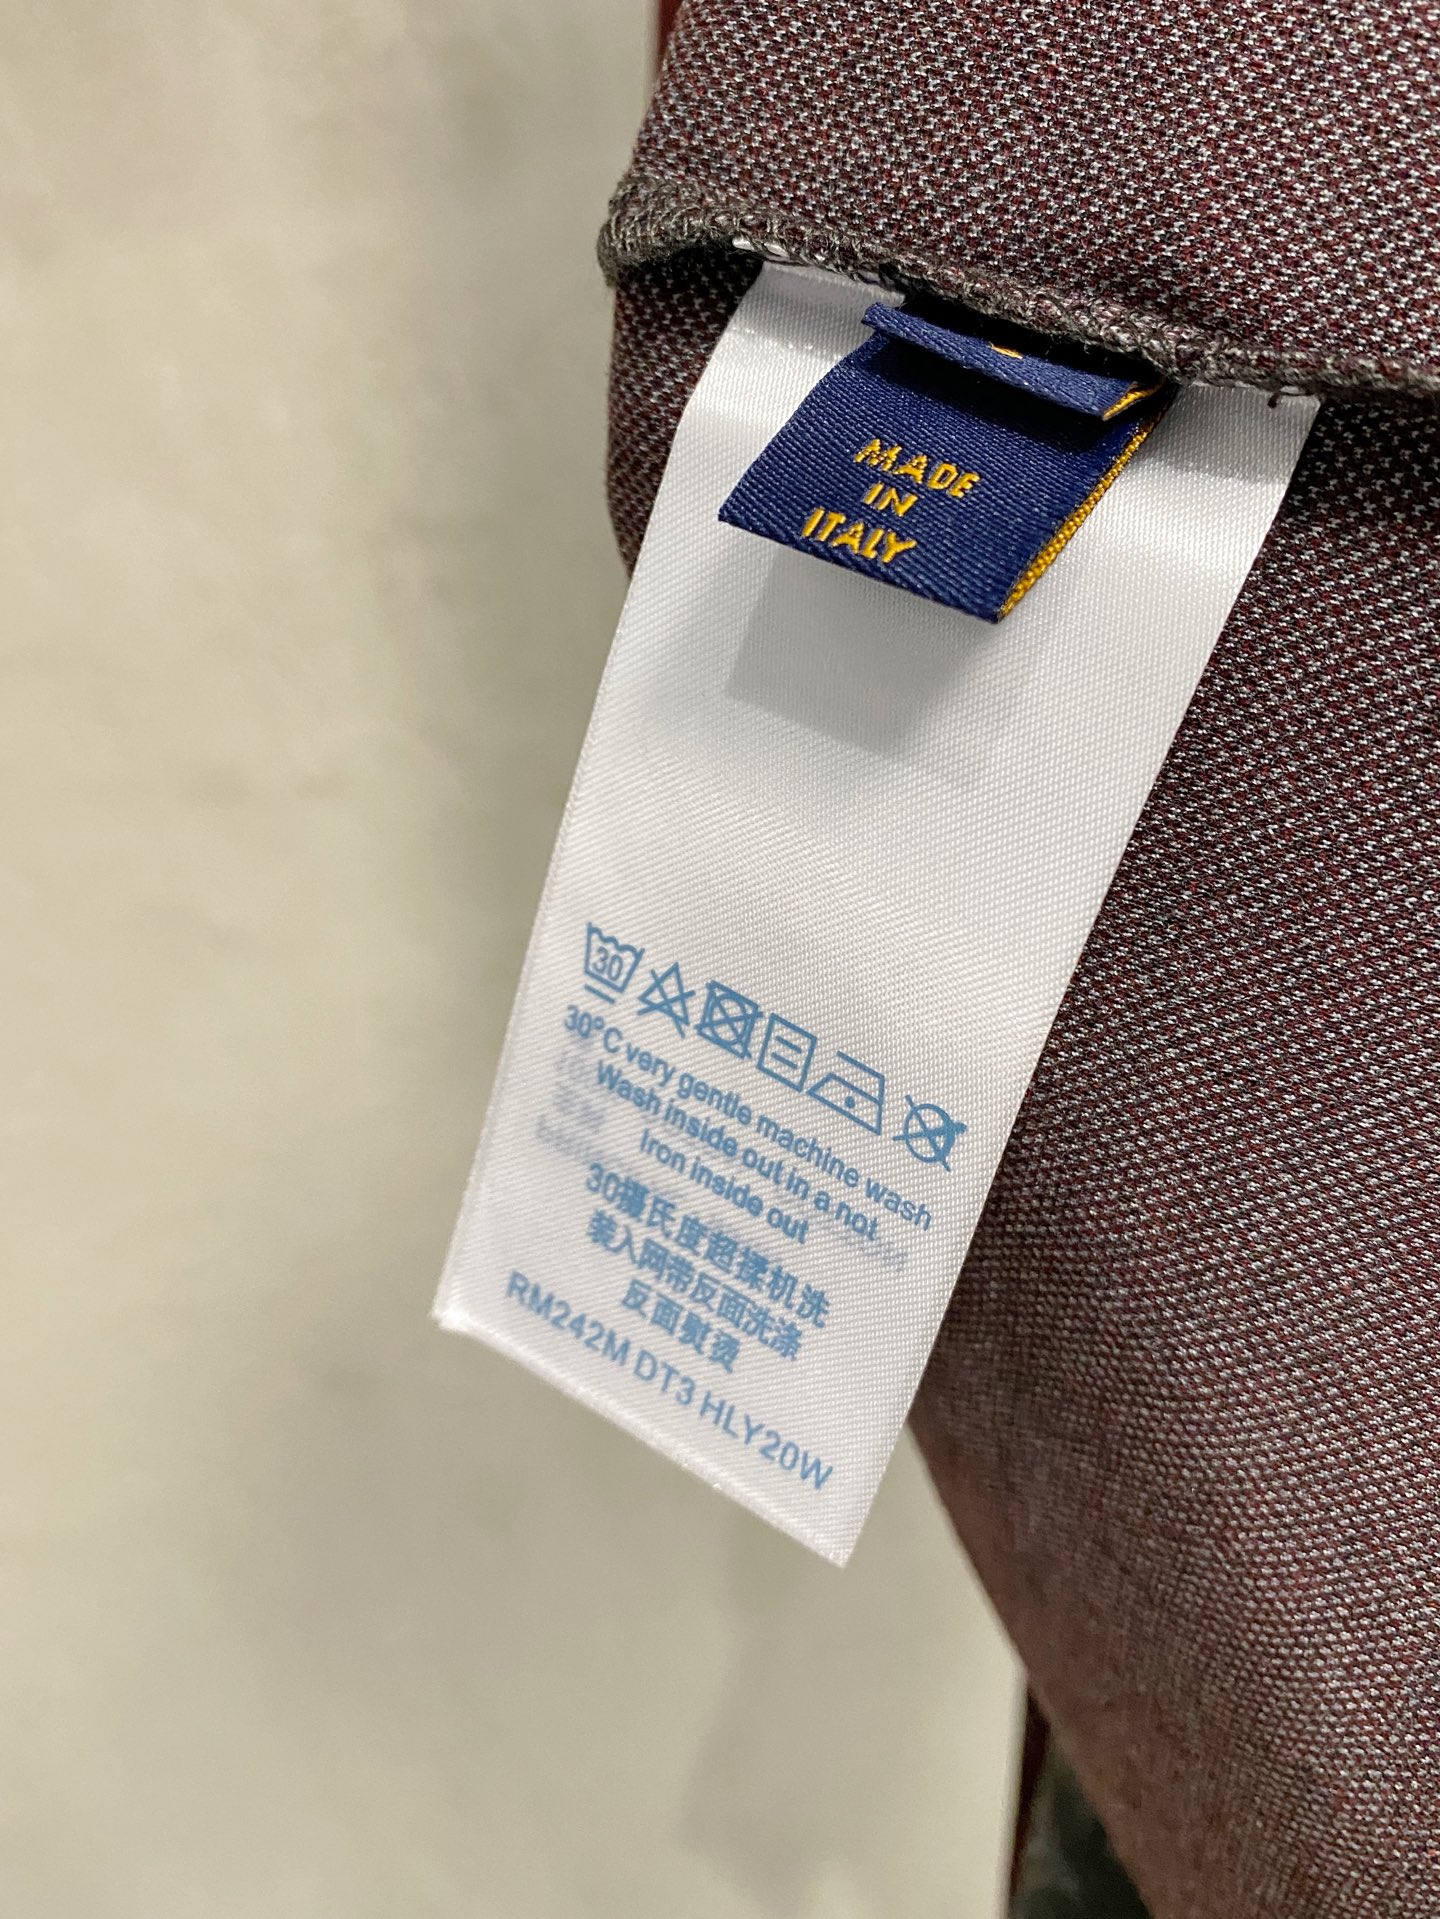 MADE
IN
ITALY
30
30°C very gentle machine wash
Wash inside out in a not
Iron inside out
30摄氏度超揉机洗
装入网带反面洗涤
反面熨烫
RM242M DT3 HLY20W